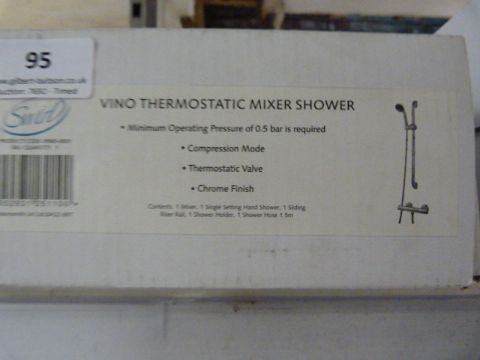 95
www.gilbert-baitson.co.uk
Auction: 7692 - Timed
Swirl
VINO THERMOSTATIC MIXER SHOWER
• Minimum Operating Pressure of 0.5 bar is required
• Compression Mode
• Thermostatic Valve
• Chrome Finish
Contents: 1 Mixer, 1 Single Setting Hand Shower, 1 Sliding
Riser Rail, 1 Shower Holder, 1 Shower Hose 1.5m